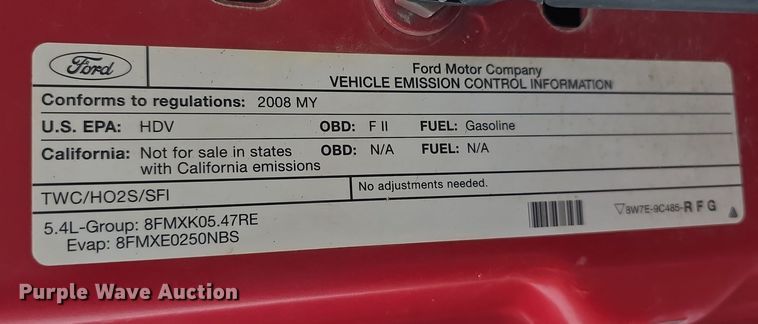 Ford
Ford Motor Company
VEHICLE EMISSION CONTROL INFORMATION
Conforms to regulations: 2008 MY
U.S. EPA: HDV OBD: F II FUEL: Gasoline
California: Not for sale in states with California emissions OBD: N/A FUEL: N/A
TWC/HO2S/SFI
No adjustments needed.
5.4L-Group: 8FMXK05.47RE
Evap: 8FMXE0250NBS
8W7E-9C485-R F G
Purple Wave Auction